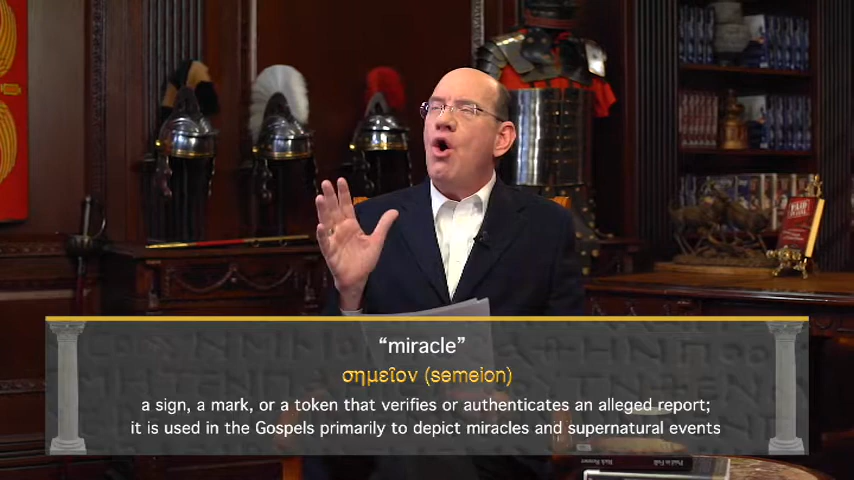 “miracle”
σημεῖον (semeion)
a sign, a mark, or a token that verifies or authenticates an alleged report;
it is used in the Gospels primarily to depict miracles and supernatural events